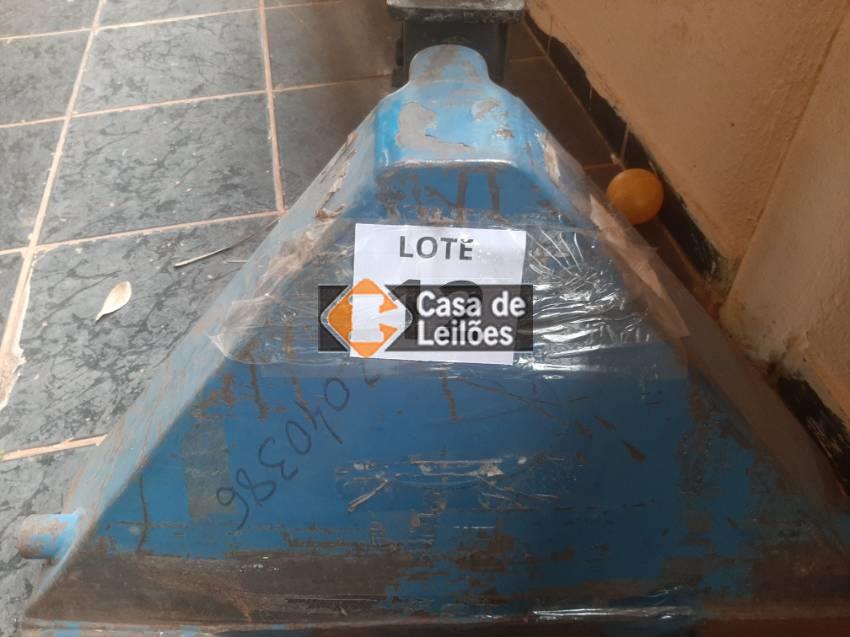 LOTE
Casa de
Leilões
040386